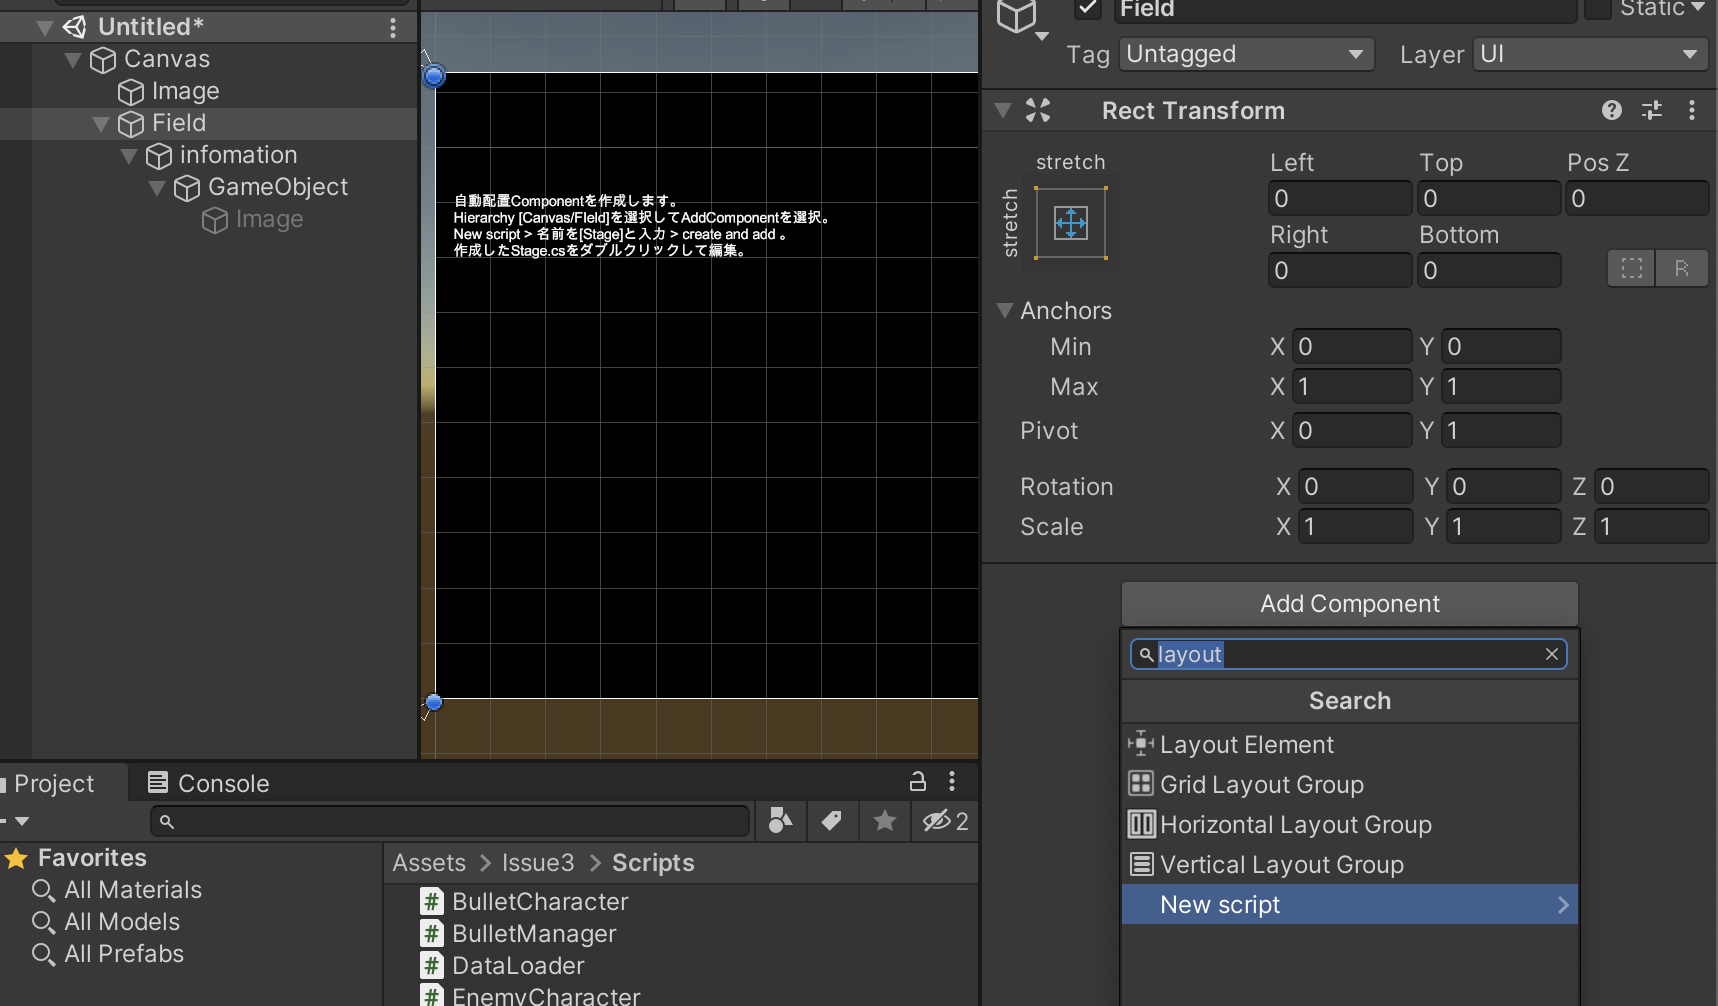 Untitled*
Canvas
Image
Field
infomation
GameObject
Image
自動配置Componentを作成します。
Hierarchy [Canvas/FIeld]を選択してAddComponentを選択。
New script > 名前を[Stage]と入力 > create and add 。
作成したStage.csをダブルクリックして編集。
Project
Console
2
Favorites
All Materials
All Models
All Prefabs
Assets > Issue3 > Scripts
BulletCharacter
BulletManager
DataLoader
EnemyCharacter
Field
Static
Tag Untagged Layer UI
Rect Transform
stretch
stretch
Left Top Pos Z
0 0 0
Right Bottom
0 0
R
Anchors
Min X 0 Y 0
Max X 1 Y 1
Pivot X 0 Y 1
Rotation X 0 Y 0 Z 0
Scale X 1 Y 1 Z 1
Add Component
layout
Search
Layout Element
Grid Layout Group
Horizontal Layout Group
Vertical Layout Group
New script